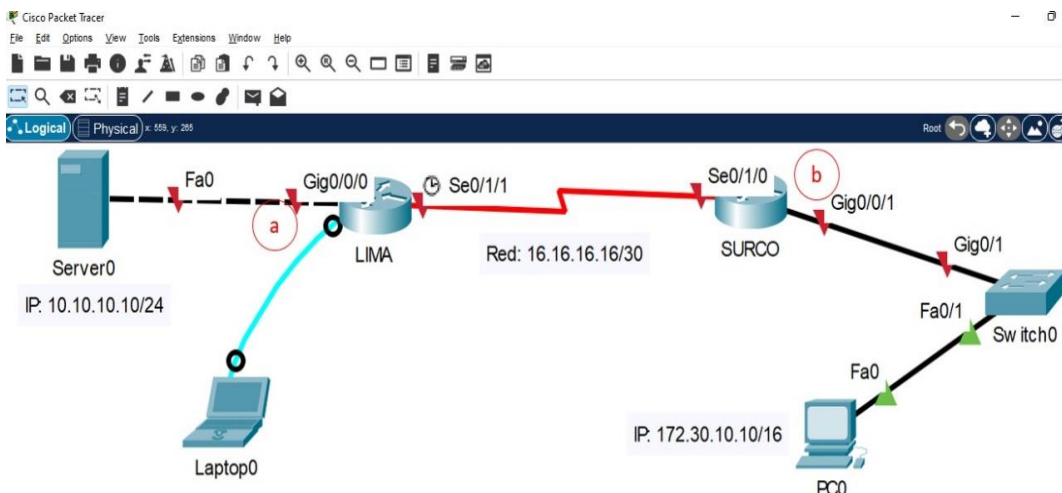 Cisco Packet Tracer
File Edit Options View Tools Extensions Window Help
Logical Physical x: 559, y: 265 Root
Fa0
Gig0/0/0
Se0/1/1
Se0/1/0
b
Gig0/0/1
a
LIMA
Red: 16.16.16.16/30
SURCO
Gig0/1
Server0
IP: 10.10.10.10/24
Fa0/1
Switch0
Fa0
IP: 172.30.10.10/16
Laptop0
PC0